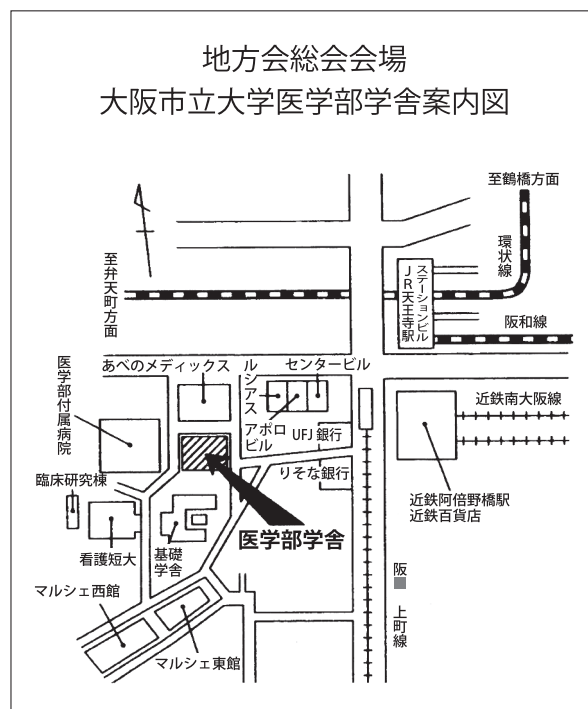 地方会総会会場
大阪市立大学医学部学舎案内図
至鶴橋方面
環状線
至弁天町方面
ステーションビル
JR天王寺駅
阪和線
あべのメディックス
ルシアス
センタービル
医学部付属病院
アポロビル
UFJ 銀行
近鉄南大阪線
りそな銀行
臨床研究棟
近鉄阿倍野橋駅
近鉄百貨店
医学部学舎
看護短大
基礎
学舎
阪
上町線
マルシェ西館
マルシェ東館